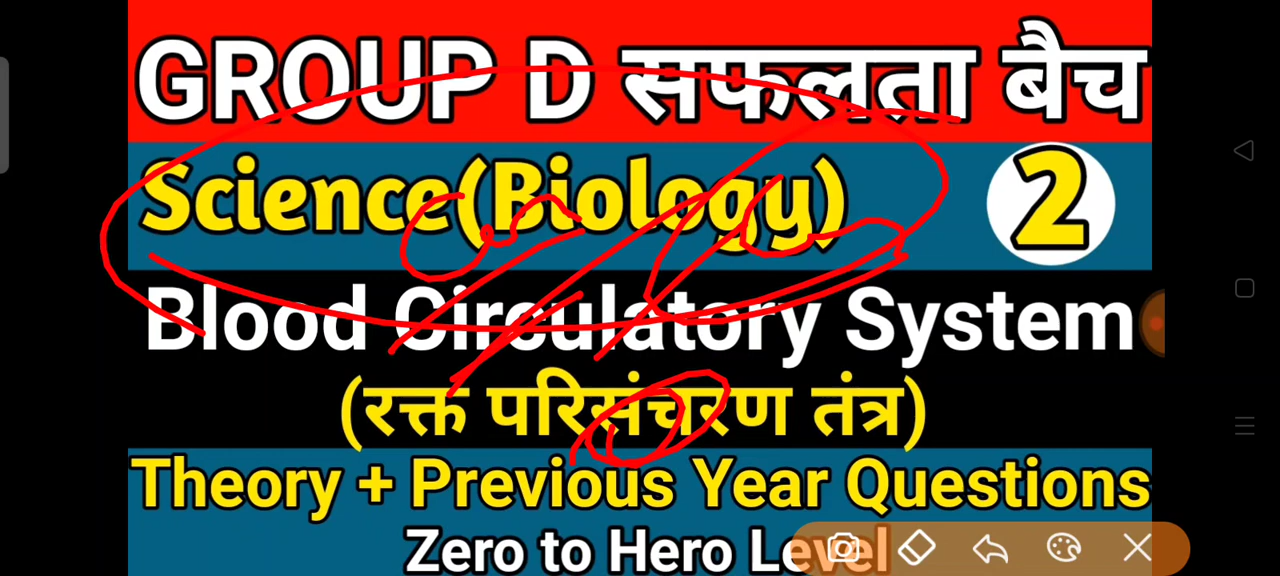 GROUP D सफलता बैच
Science(Biology) 2
Blood Circulatory System
(रक्त परिसंचरण तंत्र)
Theory + Previous Year Questions
Zero to Hero Level